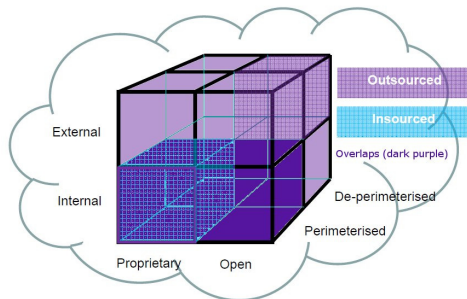 Outsourced
Insourced
External
Overlaps (dark purple)
Internal
De-perimeterised
Perimeterised
Proprietary
Open